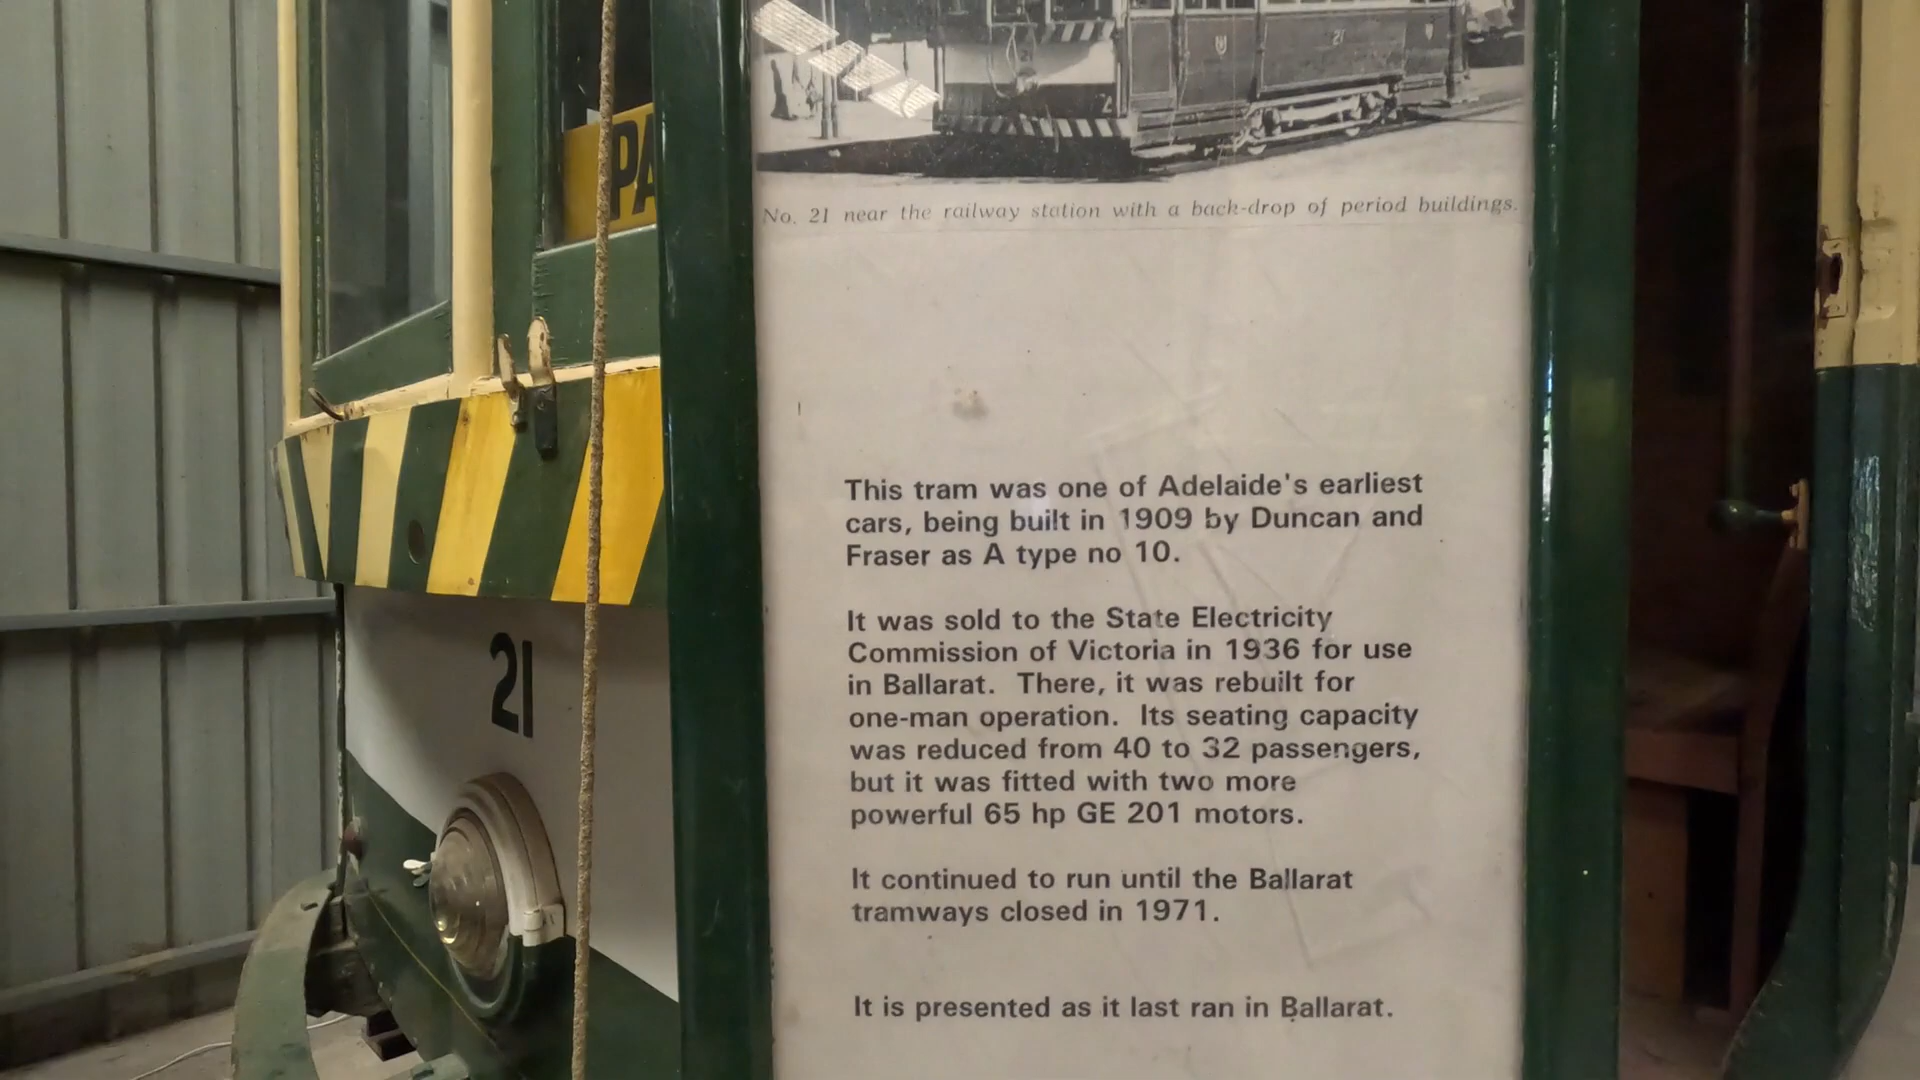 PA
21
No. 21 near the railway station with a back-drop of period buildings.
This tram was one of Adelaide's earliest
cars, being built in 1909 by Duncan and
Fraser as A type no 10.
It was sold to the State Electricity
Commission of Victoria in 1936 for use
in Ballarat. There, it was rebuilt for
one-man operation. Its seating capacity
was reduced from 40 to 32 passengers,
but it was fitted with two more
powerful 65 hp GE 201 motors.
It continued to run until the Ballarat
tramways closed in 1971.
It is presented as it last ran in Ballarat.
21